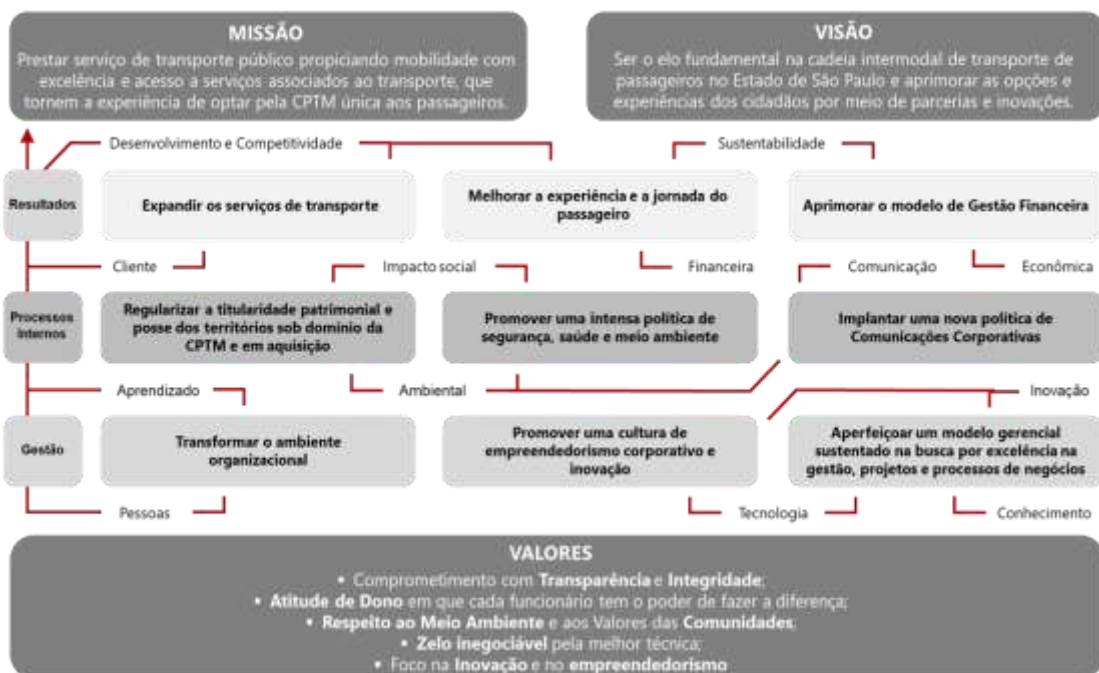 MISSÃO
Prestar serviço de transporte público propiciando mobilidade com
excelência e acesso a serviços associados ao transporte, que
tornem a experiência de optar pela CPTM única aos passageiros.
VISÃO
Ser o elo fundamental na cadeia intermodal de transporte de
passageiros no Estado de São Paulo e aprimorar as opções e
experiências dos cidadãos por meio de parcerias e inovações.
Desenvolvimento e Competitividade
Sustentabilidade
Resultados
Expandir os serviços de transporte
Melhorar a experiência e a jornada do
passageiro
Aprimorar o modelo de Gestão Financeira
Cliente
Impacto social
Financeira
Comunicação
Econômica
Processos
Internos
Regularizar a titularidade patrimonial e
posse dos territórios sob domínio da
CPTM e em aquisição
Promover uma intensa política de
segurança, saúde e meio ambiente
Implantar uma nova política de
Comunicações Corporativas
Aprendizado
Ambiental
Inovação
Gestão
Transformar o ambiente
organizacional
Promover uma cultura de
empreendedorismo corporativo e
inovação
Aperfeiçoar um modelo gerencial
sustentado na busca por excelência na
gestão, projetos e processos de negócios
Pessoas
Tecnologia
Conhecimento
VALORES
• Comprometimento com Transparência e Integridade;
• Atitude de Dono em que cada funcionário tem o poder de fazer a diferença;
• Respeito ao Meio Ambiente e aos Valores das Comunidades;
• Zelo inegociável pela melhor técnica;
• Foco na Inovação e no empreendedorismo